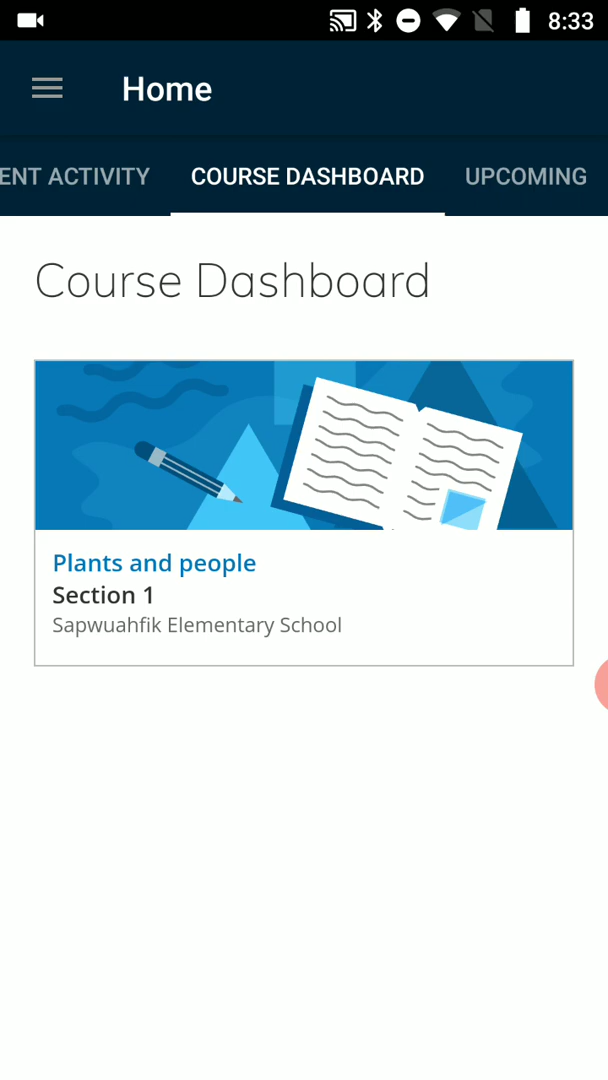 8:33
Home
ENT ACTIVITY
COURSE DASHBOARD
UPCOMING
Course Dashboard
Plants and people
Section 1
Sapwuahfik Elementary School